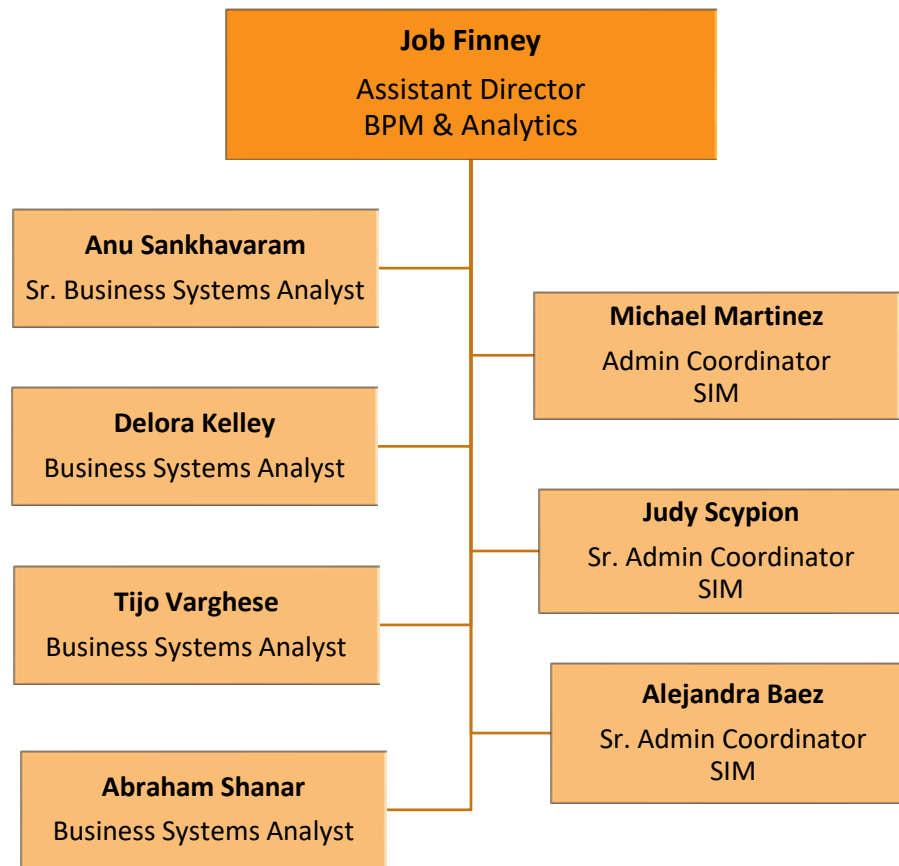 Job Finney
Assistant Director
BPM & Analytics
Anu Sankhavaram
Sr. Business Systems Analyst
Michael Martinez
Admin Coordinator
SIM
Delora Kelley
Business Systems Analyst
Judy Scypion
Sr. Admin Coordinator
SIM
Tijo Varghese
Business Systems Analyst
Alejandra Baez
Sr. Admin Coordinator
SIM
Abraham Shanar
Business Systems Analyst